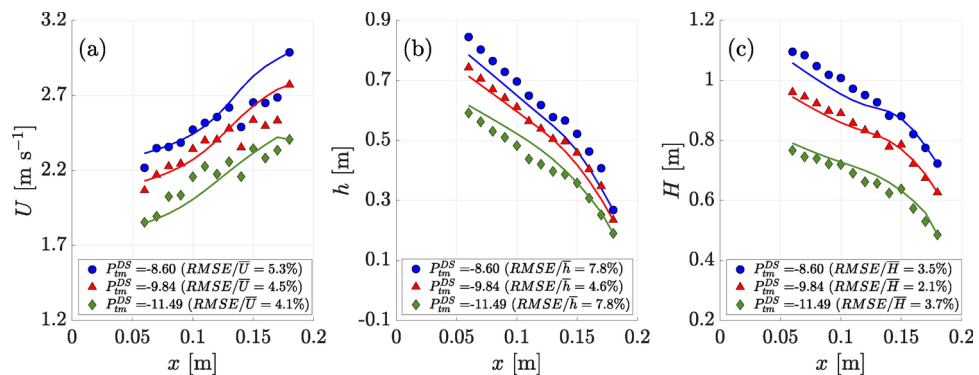 (a)
3.2
2.7
2.2
1.7
1.2
U [m s⁻¹]
P_tm^DS=-8.60 (RMSE/U̅ = 5.3%)
P_tm^DS=-9.84 (RMSE/U̅ = 4.5%)
P_tm^DS=-11.49 (RMSE/U̅ = 4.1%)
0 0.05 0.1 0.15 0.2
x [m]
(b)
0.9
0.7
0.5
0.3
0.1
-0.1
h [m]
P_tm^DS=-8.60 (RMSE/h̅ = 7.8%)
P_tm^DS=-9.84 (RMSE/h̅ = 4.6%)
P_tm^DS=-11.49 (RMSE/h̅ = 7.8%)
0 0.05 0.1 0.15 0.2
x [m]
(c)
1.2
1
0.8
0.6
0.4
0.2
H [m]
P_tm^DS=-8.60 (RMSE/H̅ = 3.5%)
P_tm^DS=-9.84 (RMSE/H̅ = 2.1%)
P_tm^DS=-11.49 (RMSE/H̅ = 3.7%)
0 0.05 0.1 0.15 0.2
x [m]